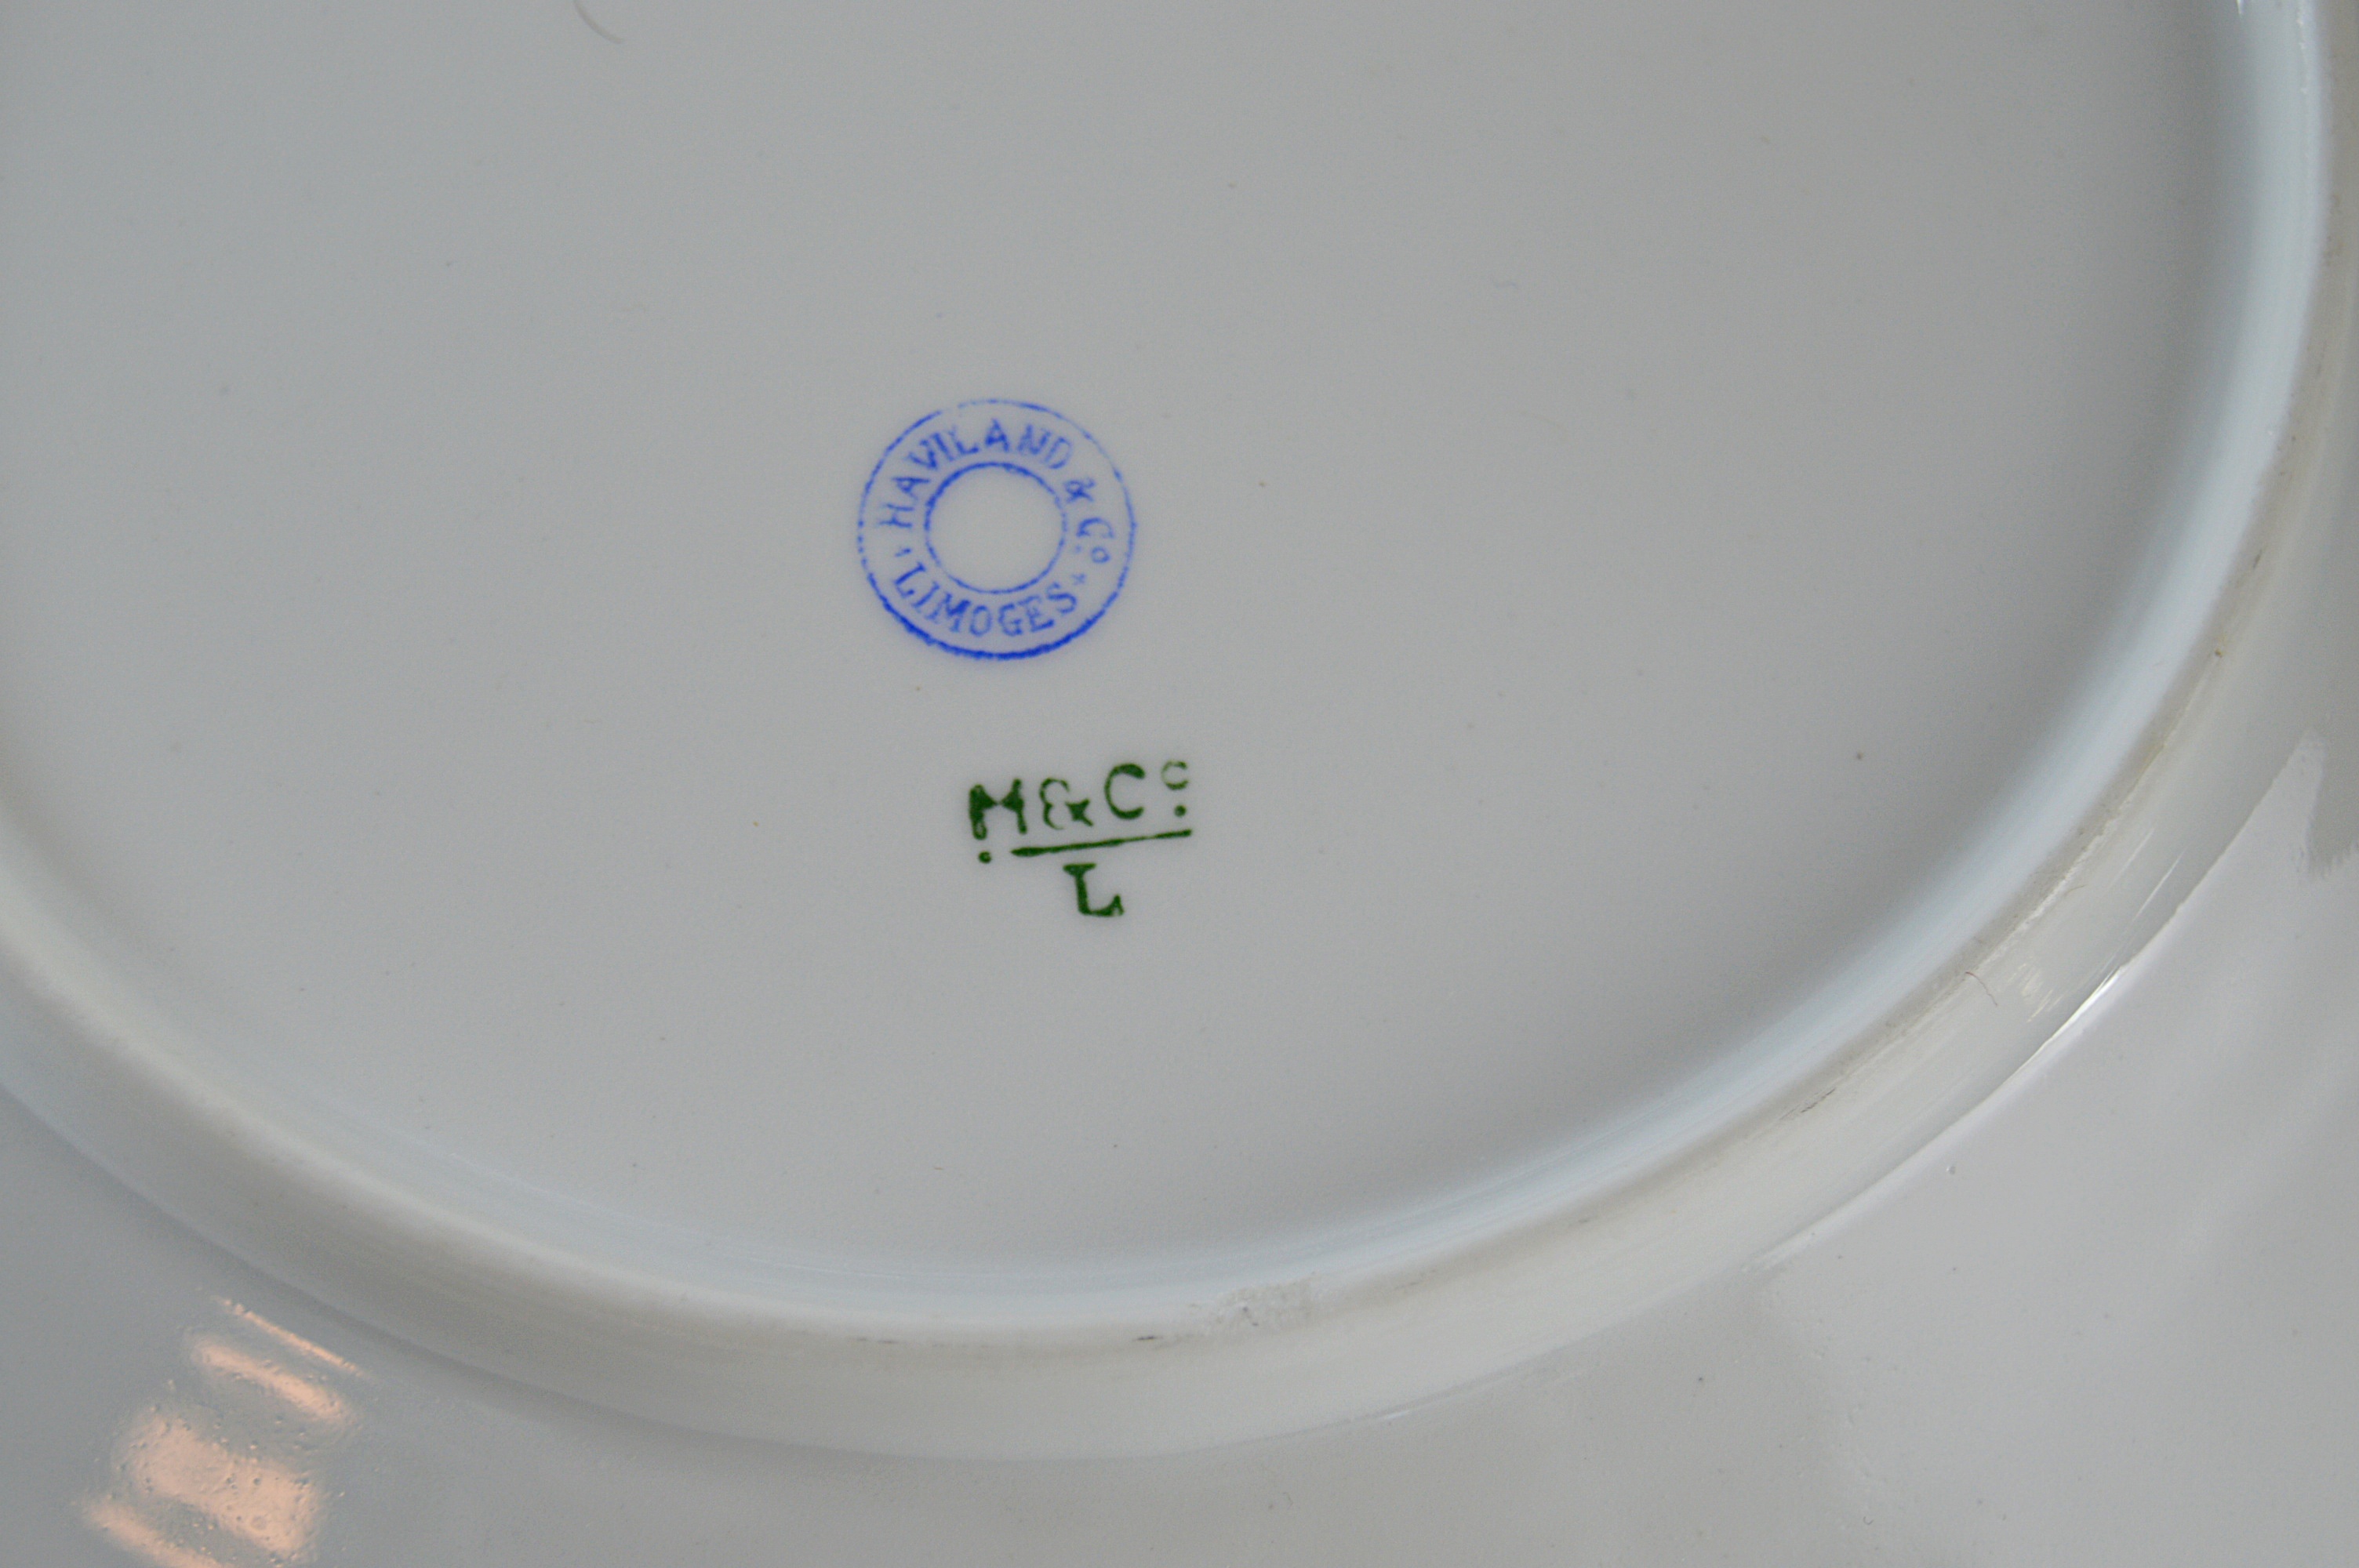 HAVILAND & Co
LIMOGES
H & Co
L